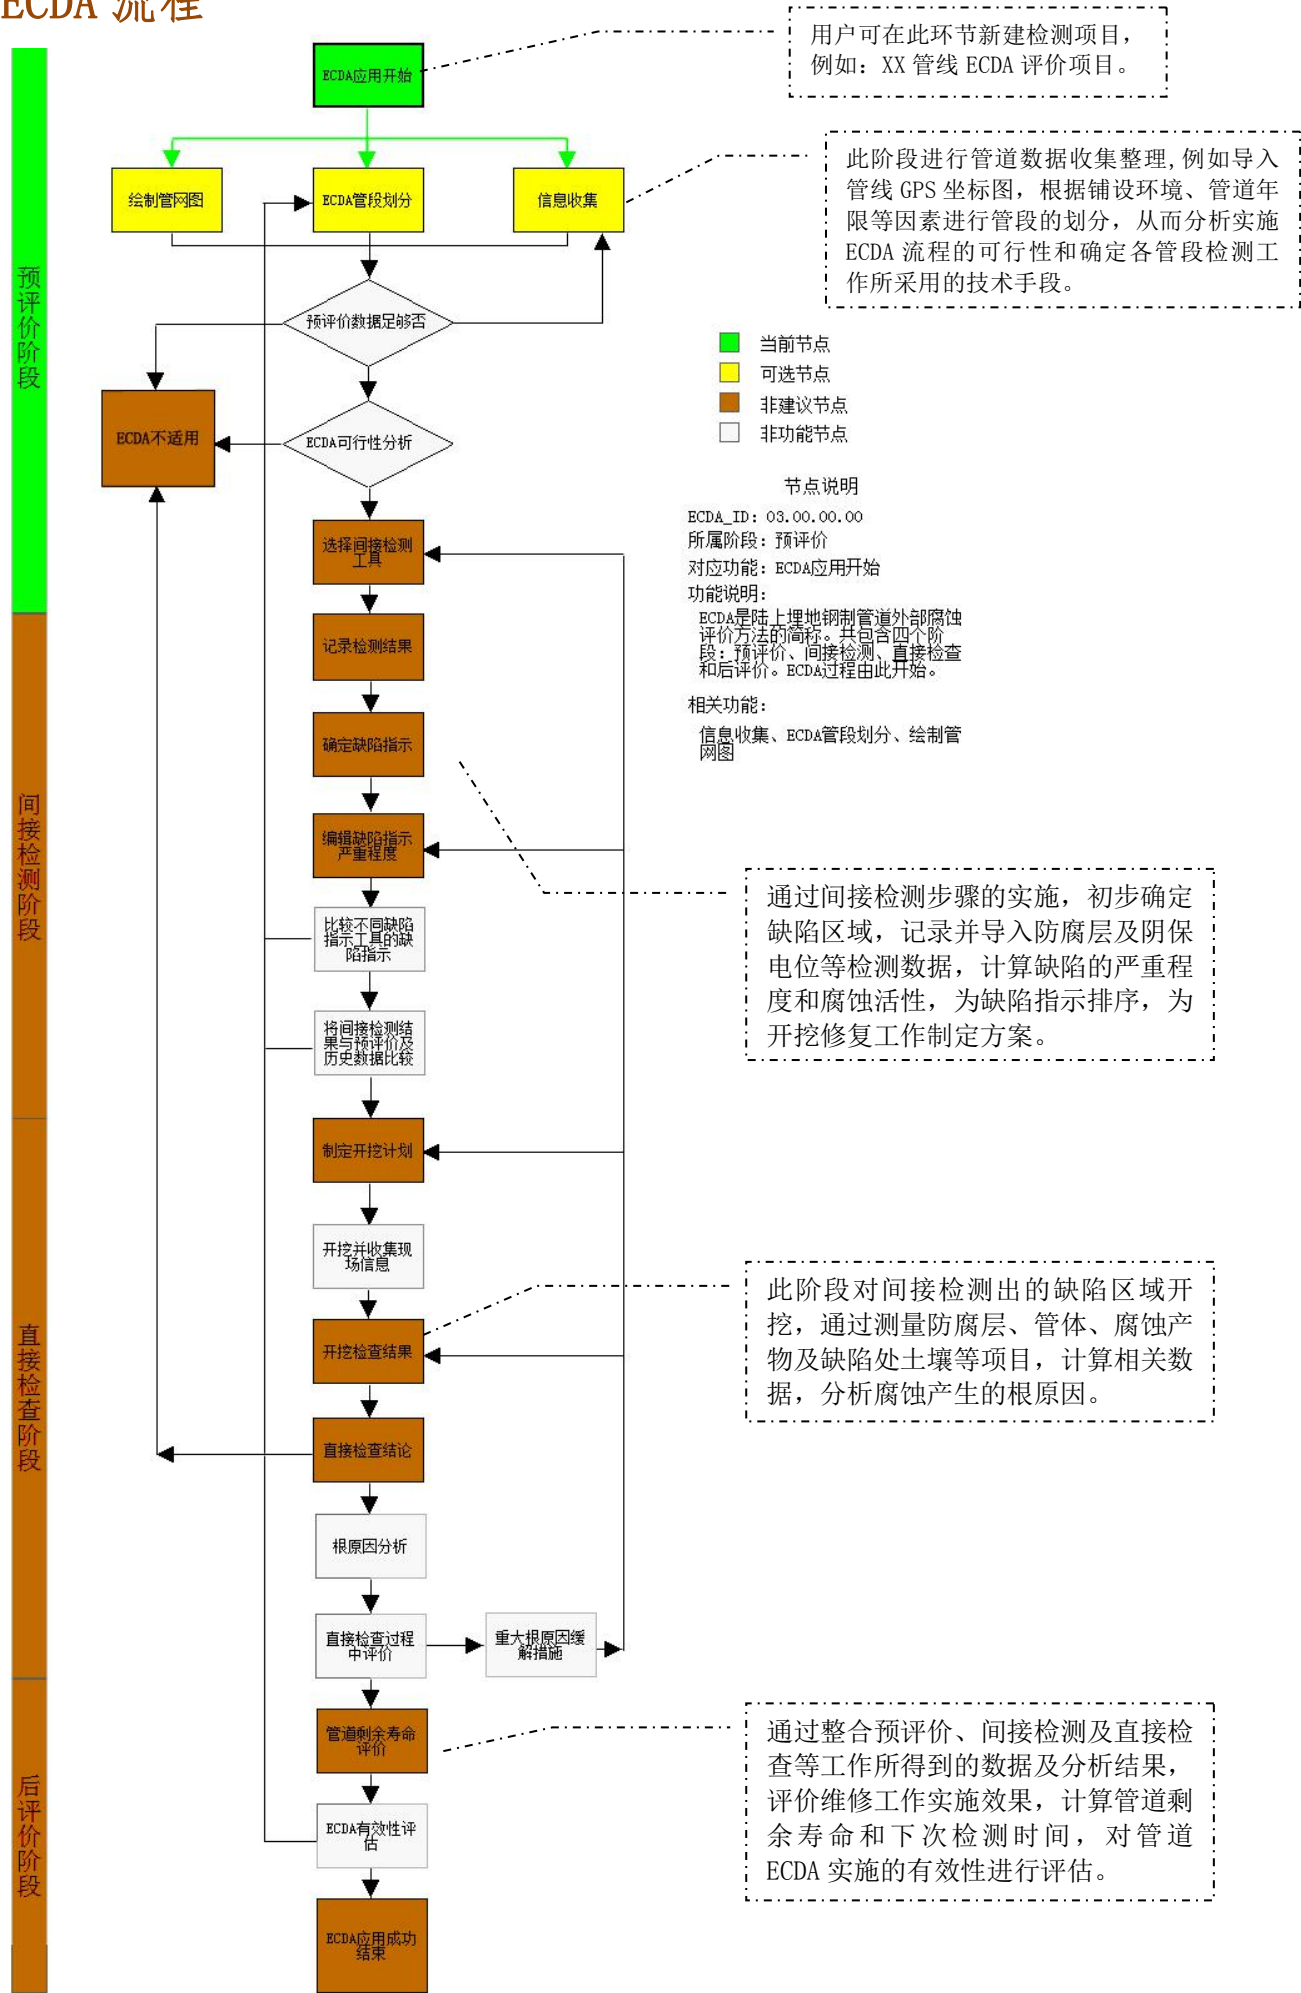 ECDA 流程
用户可在此环节新建检测项目，
例如：XX 管线 ECDA 评价项目。
ECDA应用开始
此阶段进行管道数据收集整理,例如导入
管线 GPS 坐标图，根据铺设环境、管道年
限等因素进行管段的划分，从而分析实施
ECDA 流程的可行性和确定各管段检测工
作所采用的技术手段。
绘制管网图
ECDA管段划分
信息收集
预评价阶段
预评价数据足够否
ECDA不适用
ECDA可行性分析
当前节点
可选节点
非建议节点
非功能节点
节点说明
ECDA_ID: 03.00.00.00
所属阶段：预评价
对应功能：ECDA应用开始
功能说明：
ECDA是陆上埋地钢制管道外部腐蚀
评价方法的简称。共包含四个阶
段：预评价、间接检测、直接检查
和后评价。ECDA过程由此开始。
相关功能：
信息收集、ECDA管段划分、绘制管
网图
选择间接检测
工具
记录检测结果
确定缺陷指示
间接检测阶段
编辑缺陷指示
严重程度
比较不同缺陷
指示工具的缺
陷指示
将间接检测结
果与预评价及
历史数据比较
通过间接检测步骤的实施，初步确定
缺陷区域，记录并导入防腐层及阴保
电位等检测数据，计算缺陷的严重程
度和腐蚀活性，为缺陷指示排序，为
开挖修复工作制定方案。
制定开挖计划
开挖并收集现
场信息
直接检查阶段
开挖检查结果
此阶段对间接检测出的缺陷区域开
挖，通过测量防腐层、管体、腐蚀产
物及缺陷处土壤等项目，计算相关数
据，分析腐蚀产生的根原因。
直接检查结论
根原因分析
直接检查过程
中评价
重大根原因缓
解措施
后评价阶段
管道剩余寿命
评价
通过整合预评价、间接检测及直接检
查等工作所得到的数据及分析结果，
评价维修工作实施效果，计算管道剩
余寿命和下次检测时间，对管道
ECDA 实施的有效性进行评估。
ECDA有效性评
估
ECDA应用成功
结束